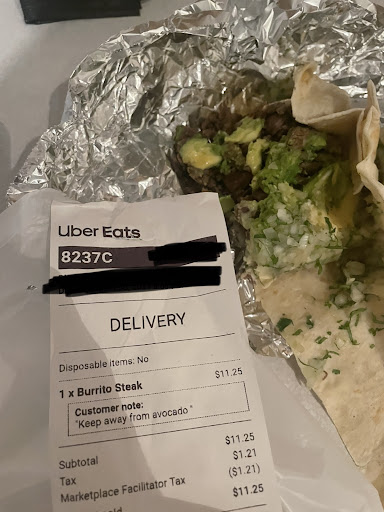 Uber Eats
8237C
DELIVERY
Disposable items: No
1 x Burrito Steak $11.25
Customer note:
"Keep away from avocado "
Subtotal $11.25
Tax $1.21
Marketplace Facilitator Tax ($1.21)
$11.25